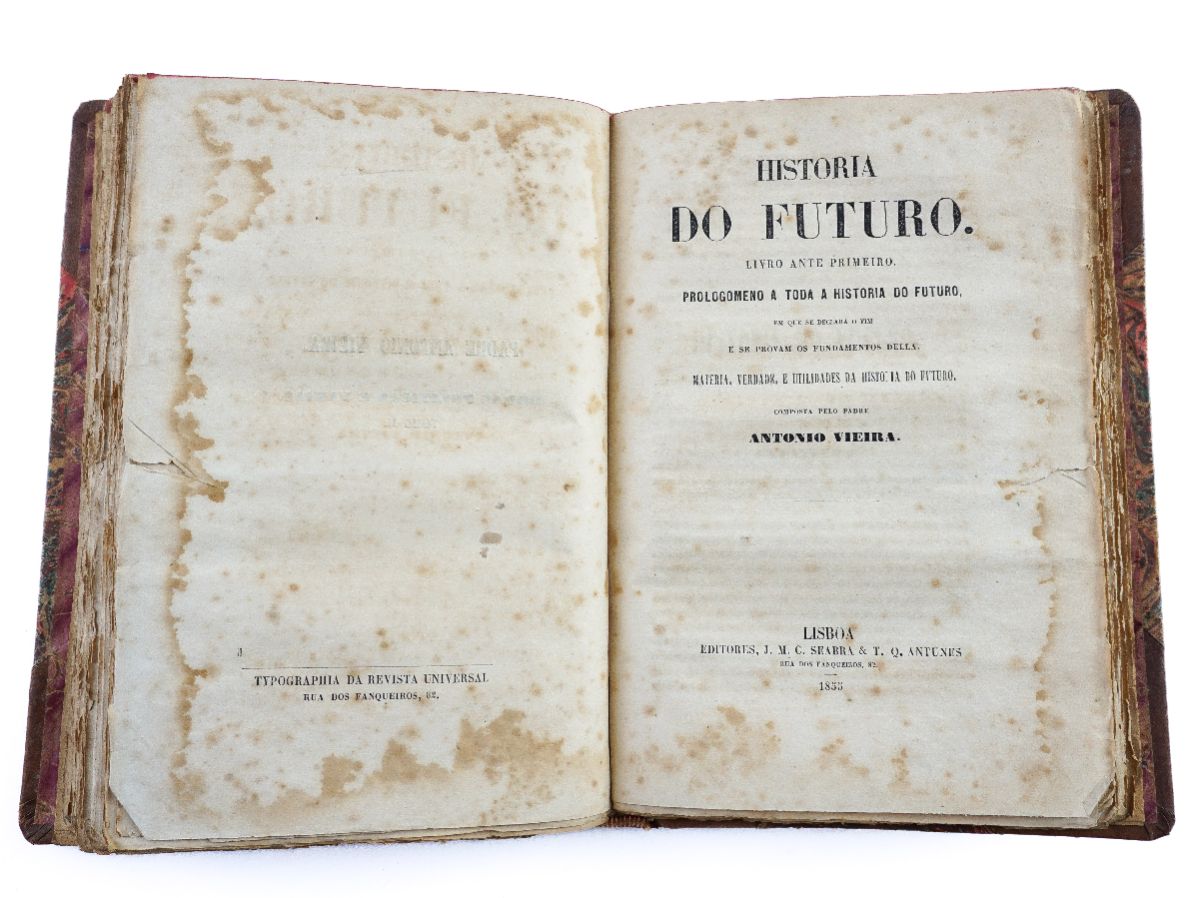 TYPOGRAPHIA DA REVISTA UNIVERSAL
RUA DOS FANQUEIROS, 82.
HISTORIA
DO FUTURO.
LIVRO ANTE PRIMEIRO.
PROLOGOMENO A TODA A HISTORIA DO FUTURO,
EM QUE SE DECLARA O FIM
E SE PROVAM OS FUNDAMENTOS DELLA.
MATERIA, VERDADE, E UTILIDADES DA HISTORIA DO FUTURO.
COMPOSTA PELO PADRE
ANTONIO VIEIRA.
LISBOA
EDITORES, J. M. C. SEABRA & T. Q. ANTUNES
RUA DOS FANQUEIROS, 82.
1855